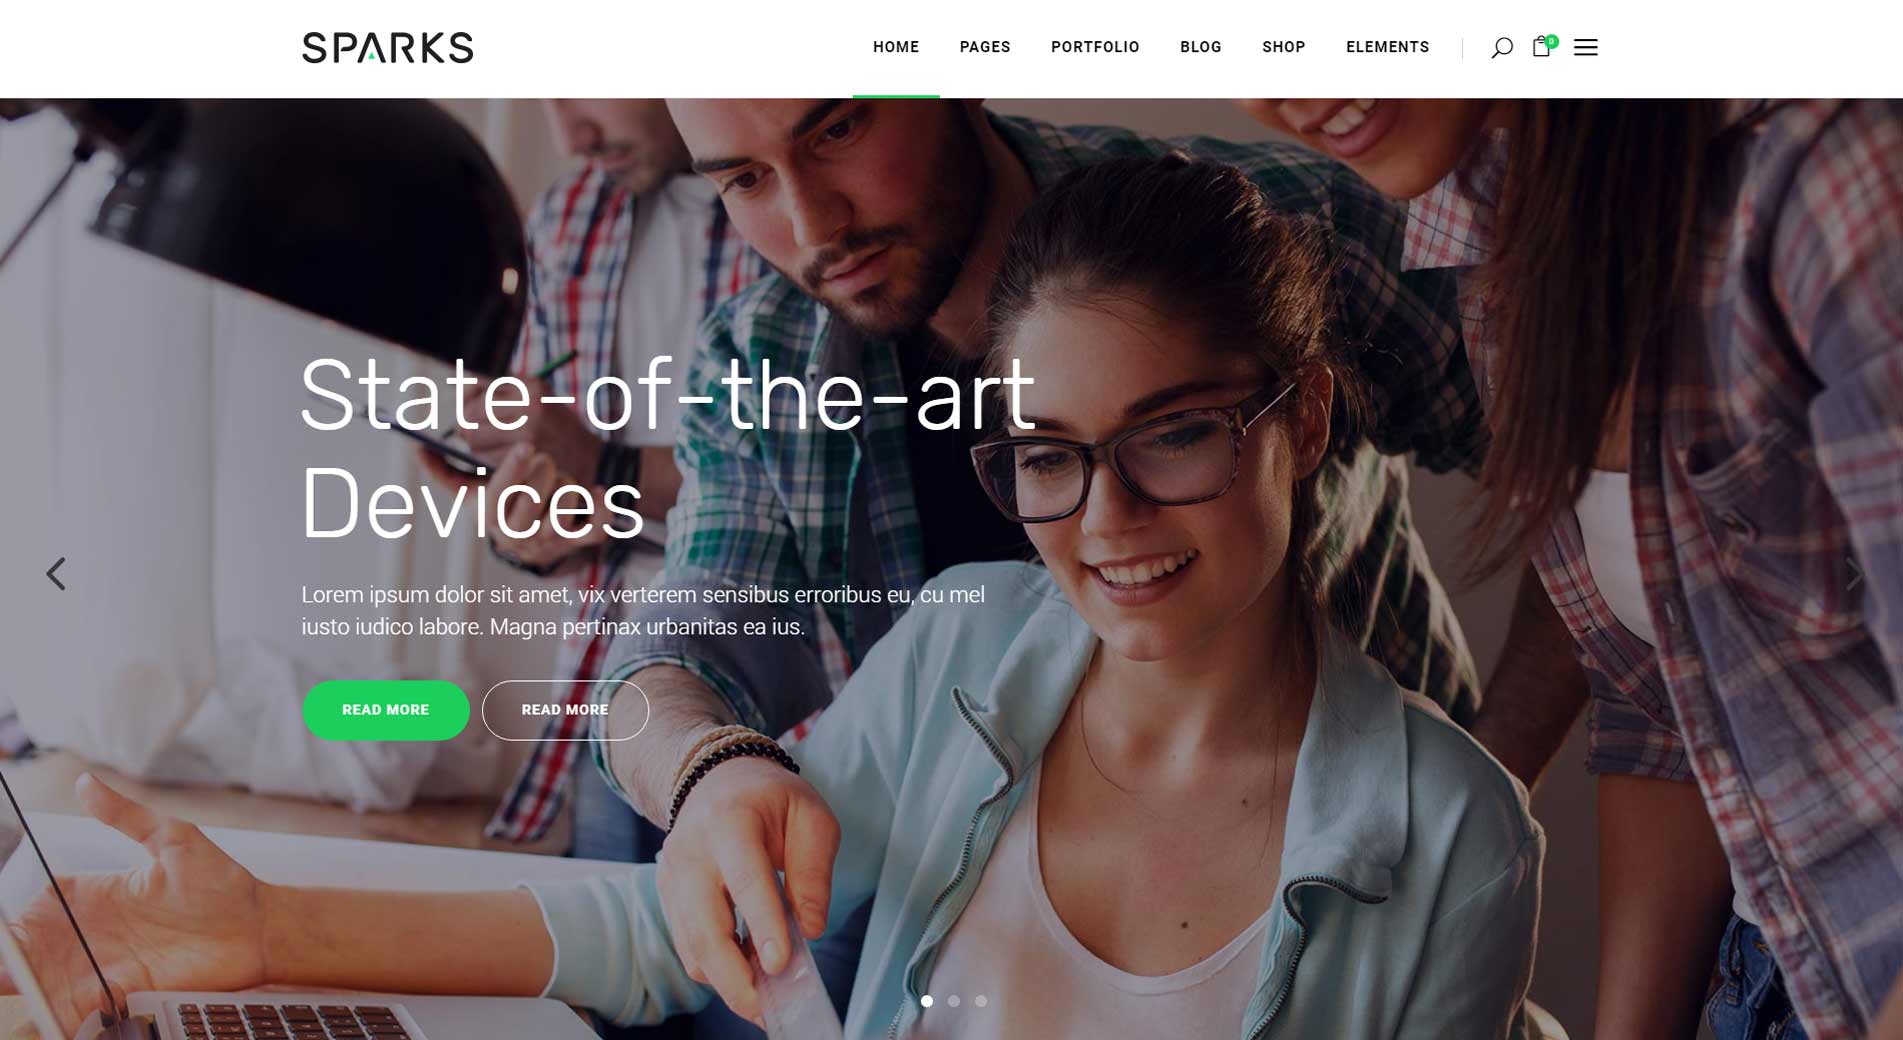 SPARKS
HOME PAGES PORTFOLIO BLOG SHOP ELEMENTS
0
State-of-the-art
Devices
Lorem ipsum dolor sit amet, vix verterem sensibus erroribus eu, cu mel
iusto iudico labore. Magna pertinax urbanitas ea ius.
READ MORE READ MORE